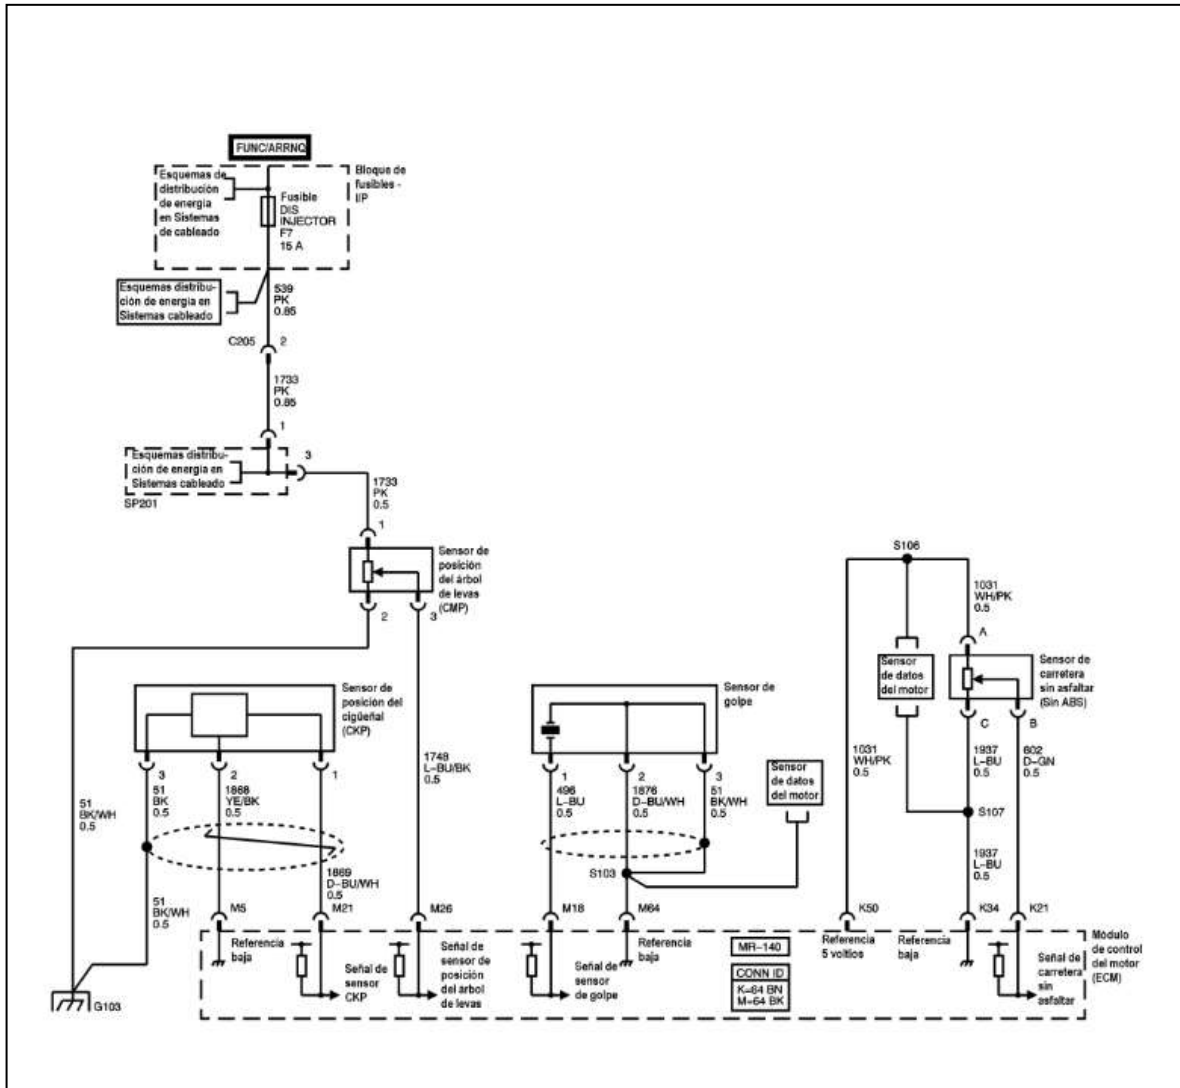 FUNC/ARRNQ
Esquemas de
distribución
de energía
en Sistemas
de cableado
Bloque de
fusibles -
I/P
Fusible
DIS
INJECTOR
F7
15 A
Esquemas distribu-
ción de energía en
Sistemas cableado
539
PK
0.85
C205
2
1733
PK
0.85
1
Esquemas distribu-
ción de energía en
Sistemas cableado
SP201
3
1733
PK
0.5
1
Sensor de
posición
del árbol
de levas
(CMP)
2
3
S106
1031
WH/PK
0.5
A
Sensor
de datos
del motor
Sensor de
carretera
sin asfaltar
(Sin ABS)
C
B
Sensor de
posición del
cigüeñal
(CKP)
Sensor de
golpe
3
2
1
51
BK
0.5
1868
YE/BK
0.5
1748
L-BU/BK
0.5
1
2
3
496
L-BU
0.5
1876
D-BU/WH
0.5
51
BK/WH
0.5
Sensor
de datos
del motor
1031
WH/PK
0.5
1937
L-BU
0.5
602
D-GN
0.5
51
BK/WH
0.5
S107
1869
D-BU/WH
0.5
S103
1937
L-BU
0.5
51
BK/WH
0.5
M5
M21
M26
M18
M64
K50
K34
K21
Referencia
baja
Señal de
sensor
CKP
Señal de
sensor de
posición
del árbol
de levas
Señal de
sensor
de golpe
Referencia
baja
MR-140
CONN ID
K=64 BN
M=64 BK
Referencia
5 voltios
Referencia
baja
Señal de
carretera
sin
asfaltar
Módulo
de control
del motor
(ECM)
G103